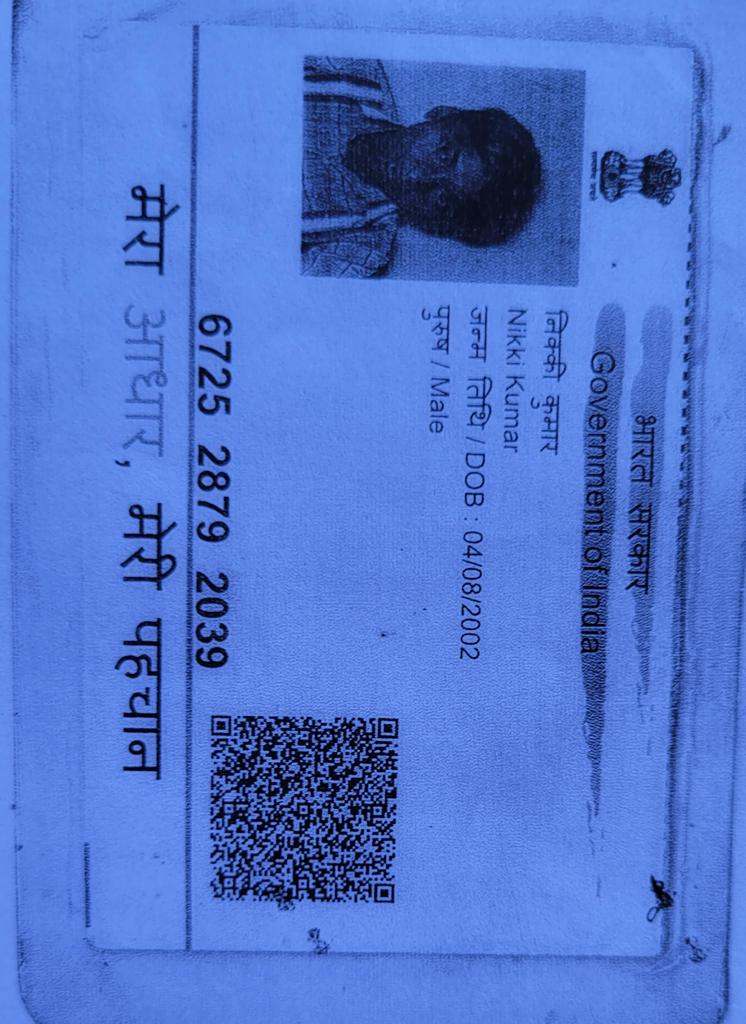 भारत सरकार
Government of India
निक्की कुमार
Nikki Kumar
जन्म तिथि / DOB : 04/08/2002
पुरुष / Male
6725 2879 2039
मेरा आधार, मेरी पहचान